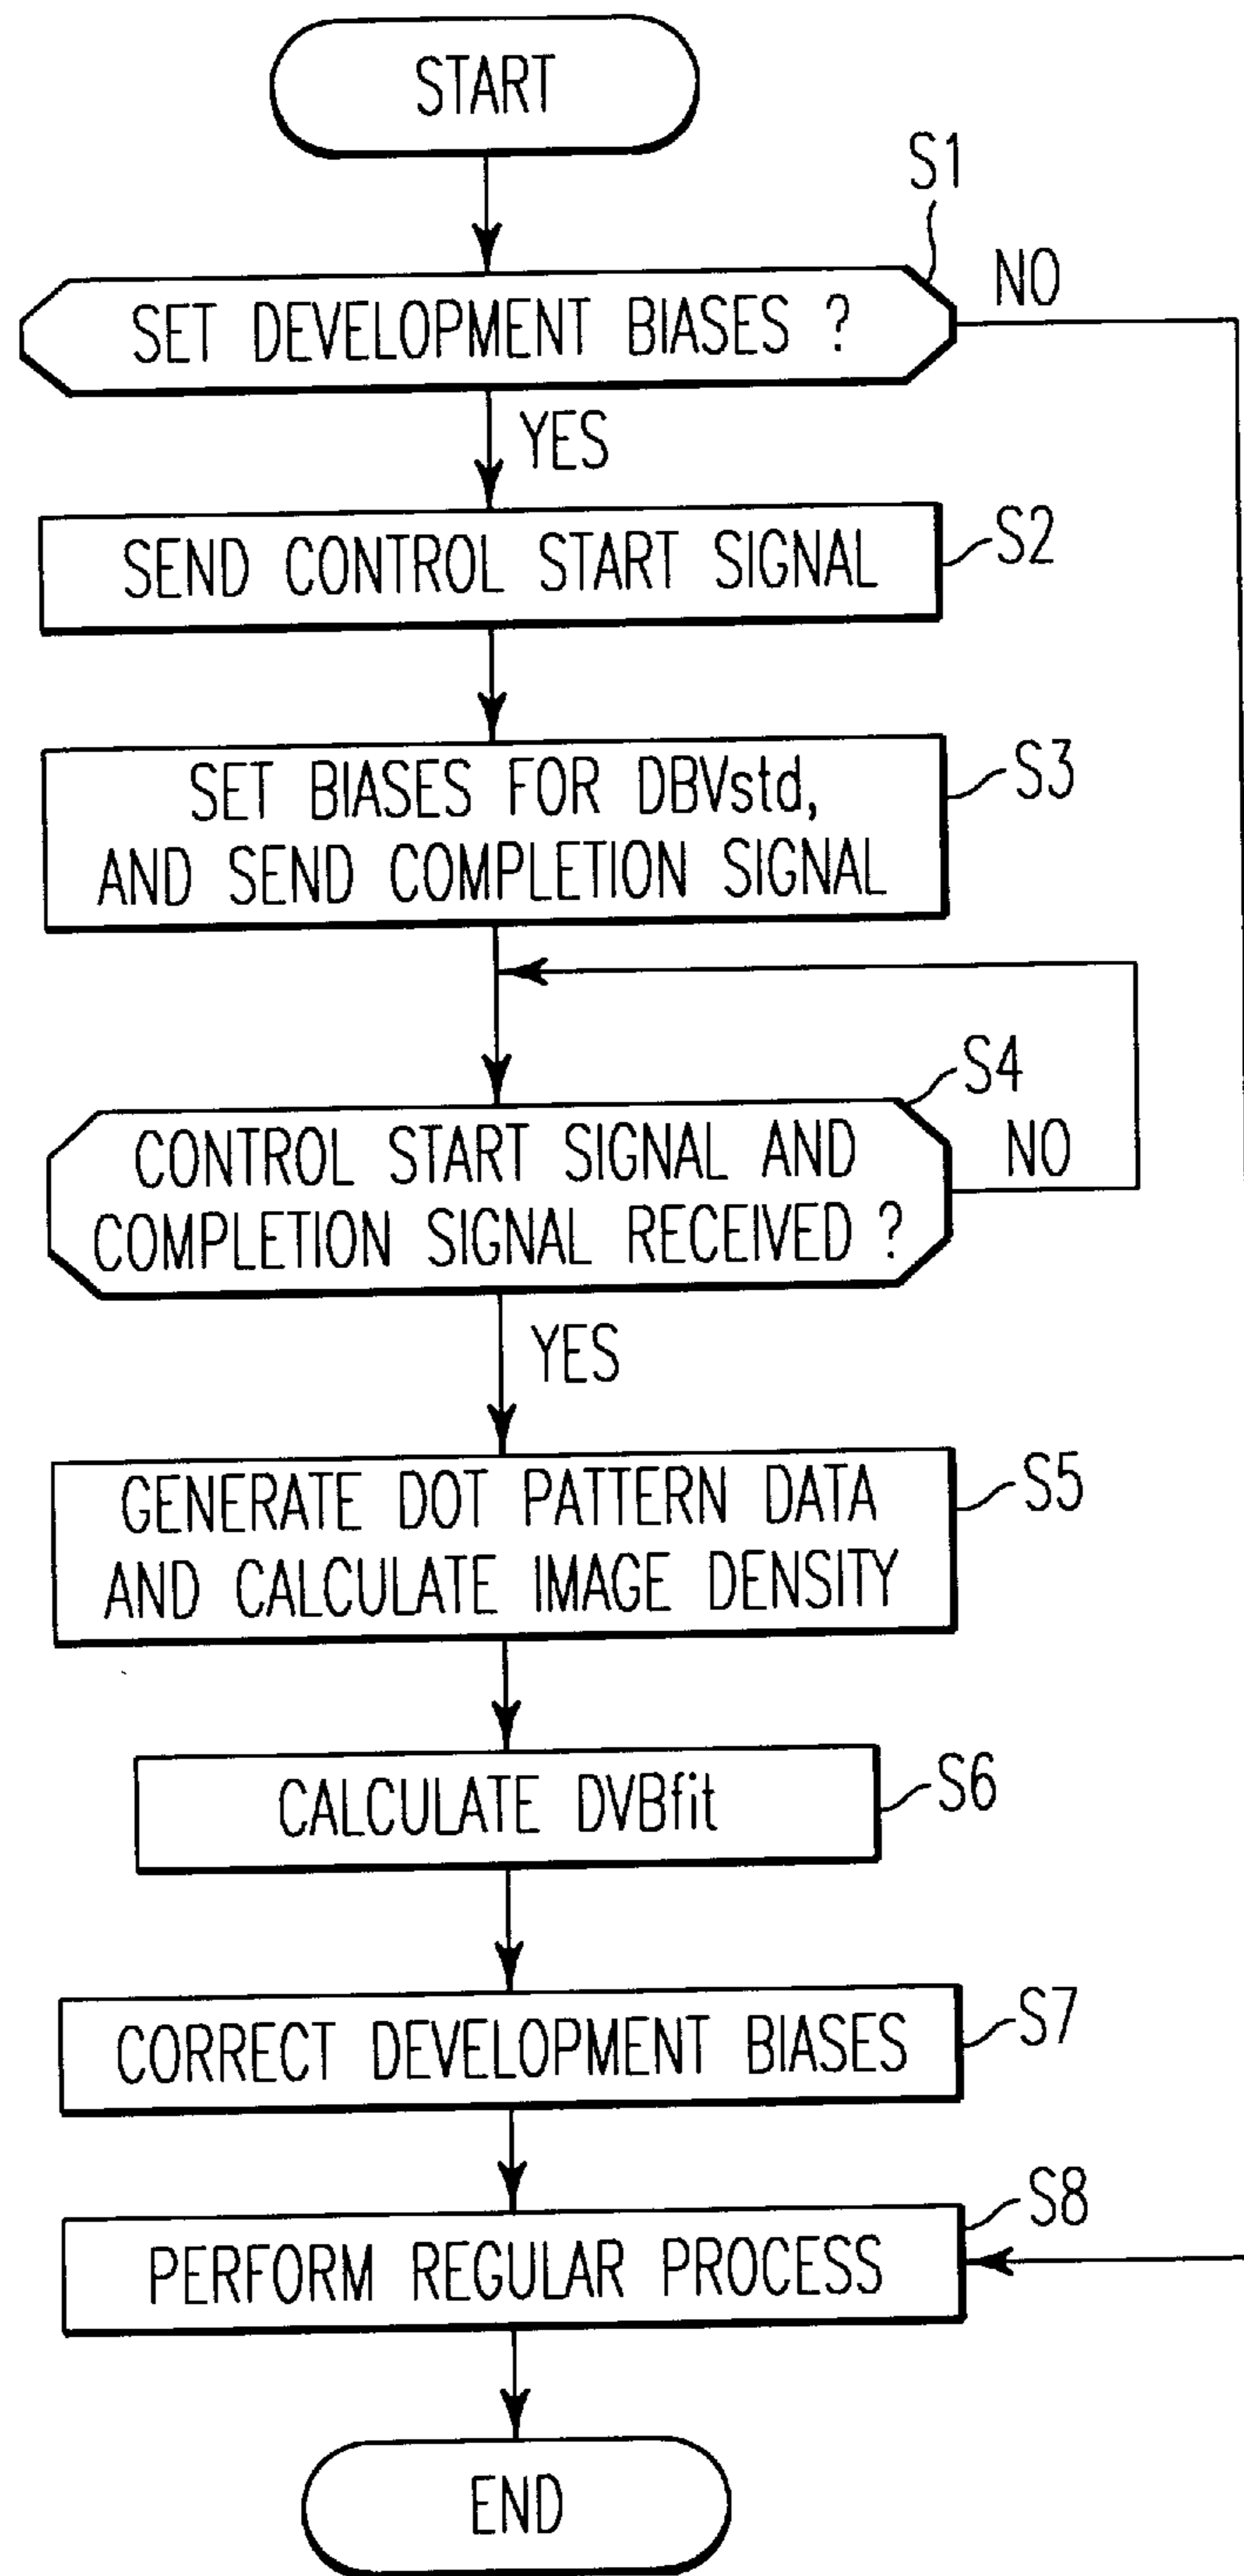 START
S1
SET DEVELOPMENT BIASES ?
NO
YES
SEND CONTROL START SIGNAL
S2
SET BIASES FOR DBVstd,
AND SEND COMPLETION SIGNAL
S3
S4
CONTROL START SIGNAL AND
COMPLETION SIGNAL RECEIVED ?
NO
YES
GENERATE DOT PATTERN DATA
AND CALCULATE IMAGE DENSITY
S5
CALCULATE DVBfit
S6
CORRECT DEVELOPMENT BIASES
S7
PERFORM REGULAR PROCESS
S8
END